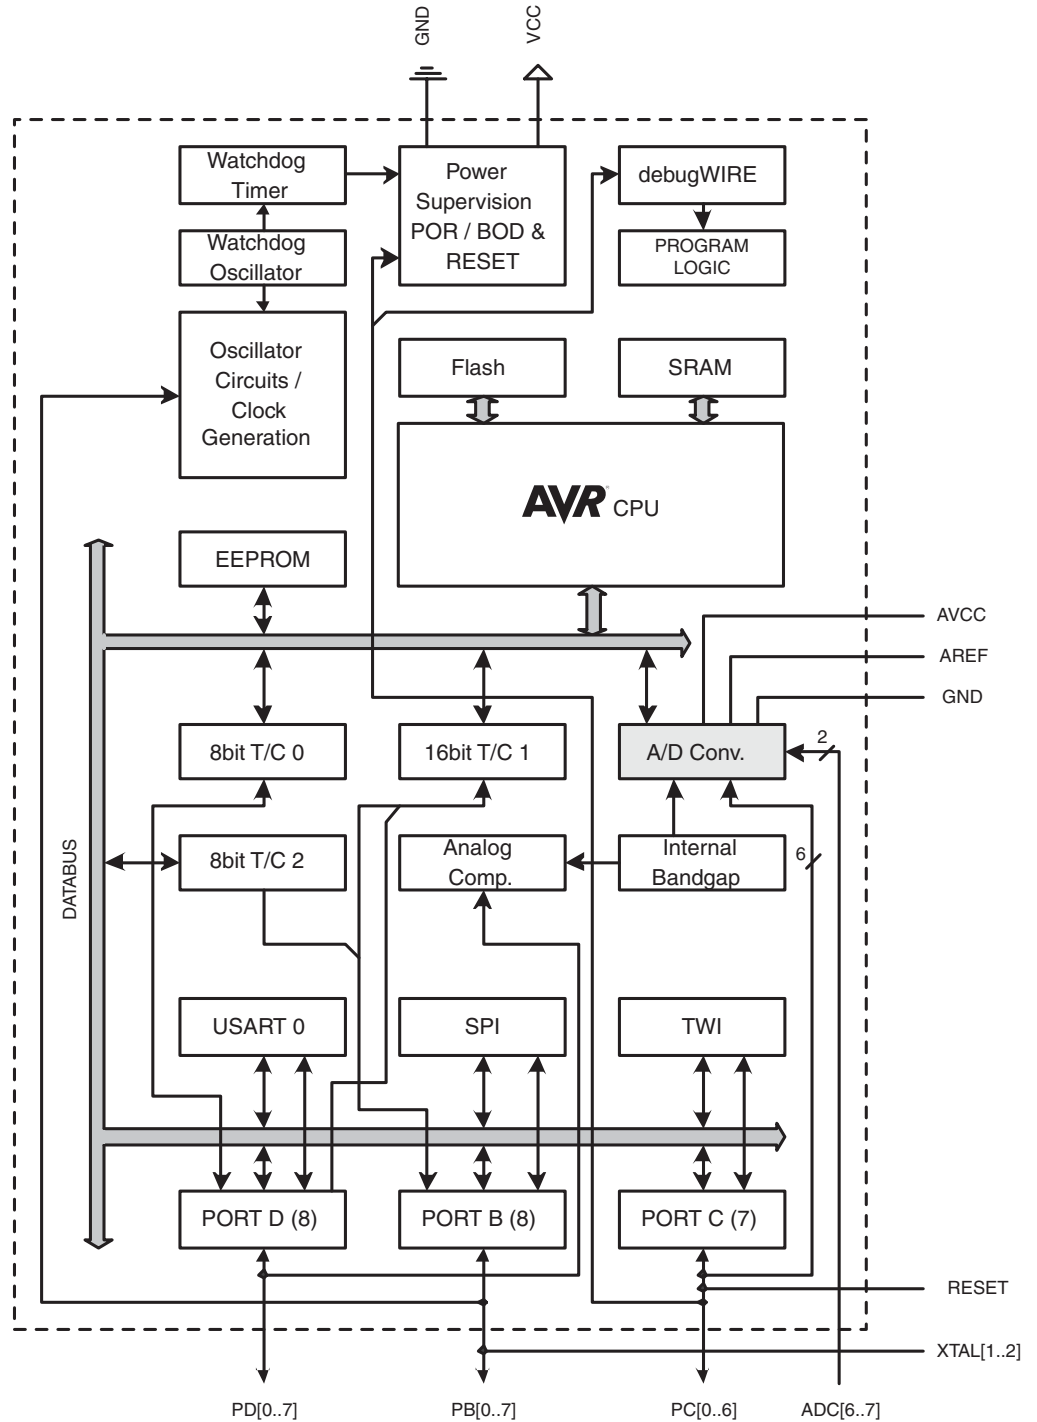 GND
VCC
Watchdog
Timer
Power
Supervision
POR / BOD &
RESET
debugWIRE
Watchdog
Oscillator
PROGRAM
LOGIC
Oscillator
Circuits /
Clock
Generation
Flash
SRAM
AVR® CPU
EEPROM
AVCC
AREF
GND
8bit T/C 0
16bit T/C 1
A/D Conv.
2
8bit T/C 2
Analog
Comp.
Internal
Bandgap
6
DATABUS
USART 0
SPI
TWI
PORT D (8)
PORT B (8)
PORT C (7)
RESET
XTAL[1..2]
PD[0..7]
PB[0..7]
PC[0..6]
ADC[6..7]